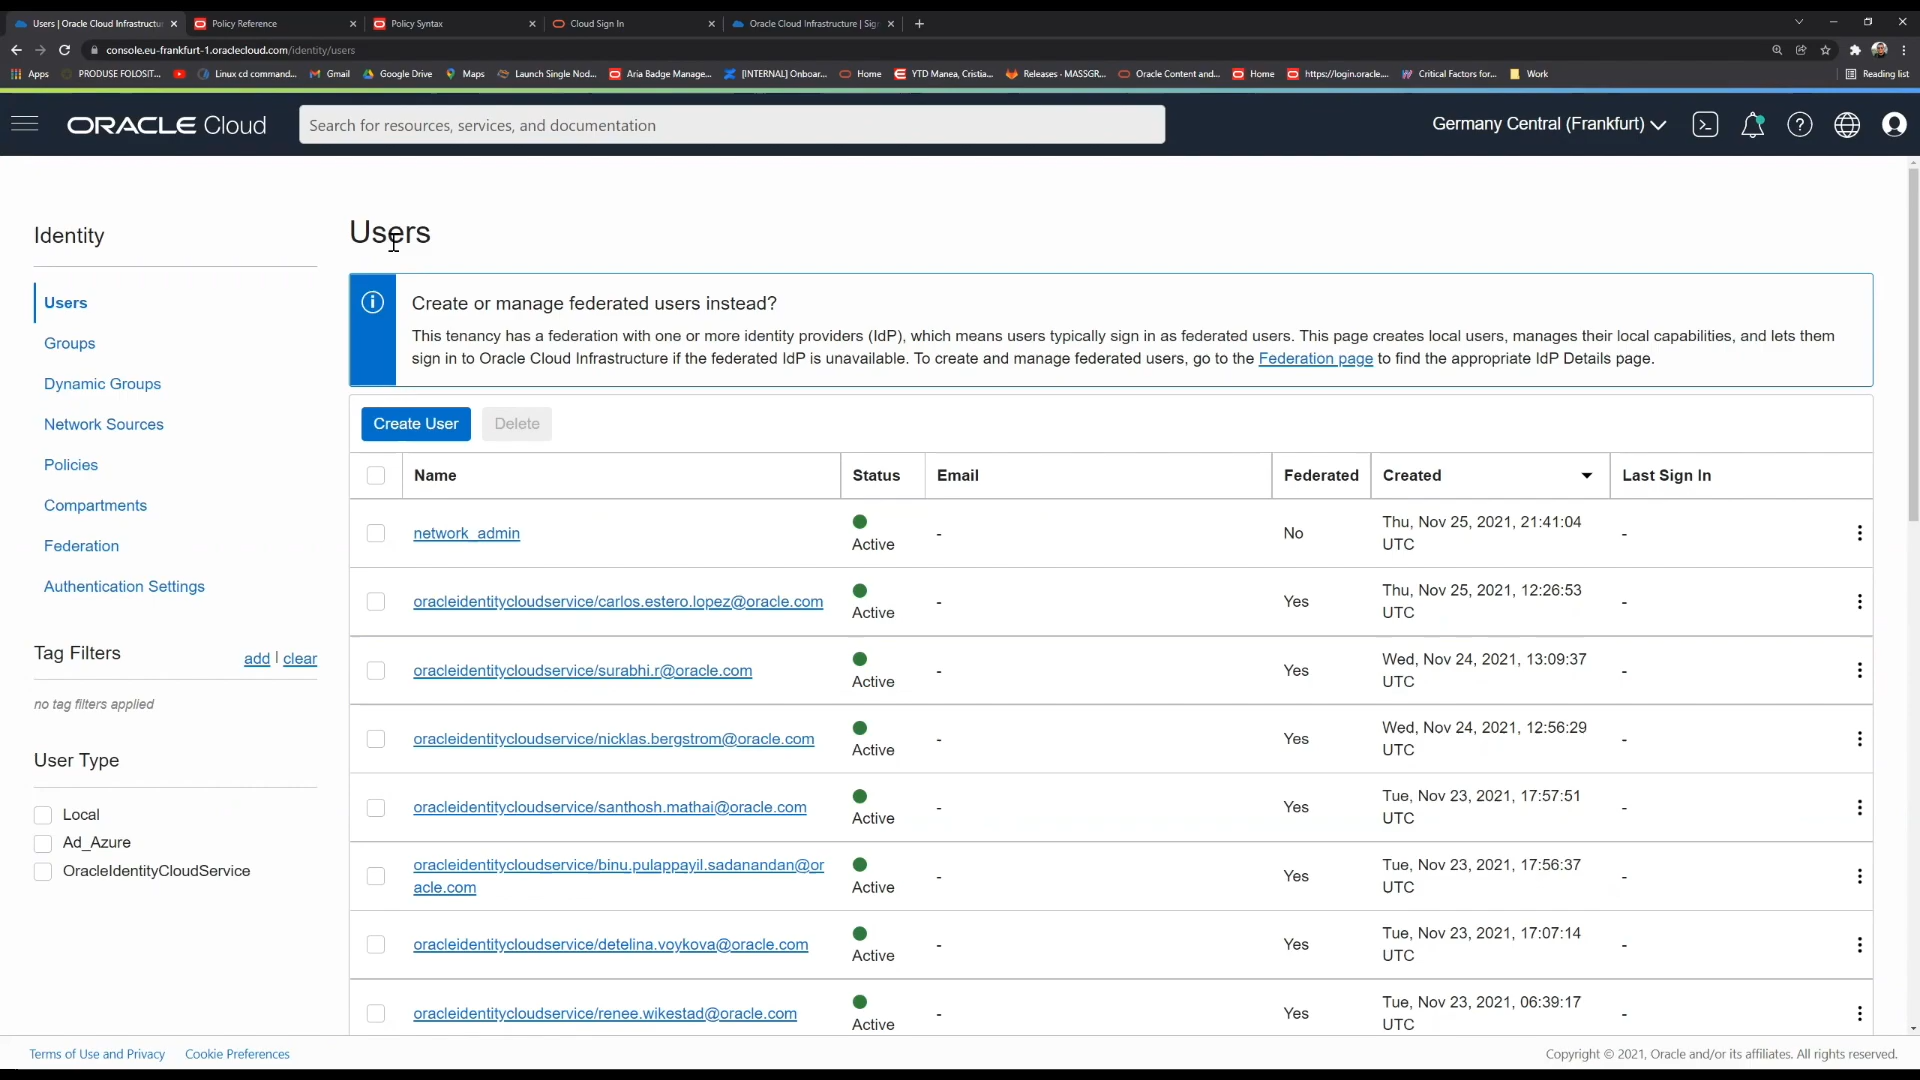 Users | Oracle Cloud Infrastructu
Policy Reference
Policy Syntax
Cloud Sign In
Oracle Cloud Infrastructure | Sig
console.eu-frankfurt-1.oraclecloud.com/identity/users
Apps
PRODUSE FOLOSIT...
Linux cd command...
Gmail
Google Drive
Maps
Launch Single Nod...
Aria Badge Manage...
[INTERNAL] Onboar...
Home
YTD Manea, Cristia...
Releases · MASSGR...
Oracle Content and...
Home
https://login.oracle....
Critical Factors for...
Work
Reading list
ORACLE Cloud
Search for resources, services, and documentation
Germany Central (Frankfurt)
Identity
Users
Groups
Dynamic Groups
Network Sources
Policies
Compartments
Federation
Authentication Settings
Tag Filters
add | clear
no tag filters applied
User Type
Local
Ad_Azure
OracleIdentityCloudService
Users
Create or manage federated users instead?
This tenancy has a federation with one or more identity providers (IdP), which means users typically sign in as federated users. This page creates local users, manages their local capabilities, and lets them
sign in to Oracle Cloud Infrastructure if the federated IdP is unavailable. To create and manage federated users, go to the Federation page to find the appropriate IdP Details page.
Create User
Delete
Name Status Email Federated Created Last Sign In
network_admin Active - No Thu, Nov 25, 2021, 21:41:04 UTC -
oracleidentitycloudservice/carlos.estero.lopez@oracle.com Active - Yes Thu, Nov 25, 2021, 12:26:53 UTC -
oracleidentitycloudservice/surabhi.r@oracle.com Active - Yes Wed, Nov 24, 2021, 13:09:37 UTC -
oracleidentitycloudservice/nicklas.bergstrom@oracle.com Active - Yes Wed, Nov 24, 2021, 12:56:29 UTC -
oracleidentitycloudservice/santhosh.mathai@oracle.com Active - Yes Tue, Nov 23, 2021, 17:57:51 UTC -
oracleidentitycloudservice/binu.pulappayil.sadanandan@oracle.com Active - Yes Tue, Nov 23, 2021, 17:56:37 UTC -
oracleidentitycloudservice/detelina.voykova@oracle.com Active - Yes Tue, Nov 23, 2021, 17:07:14 UTC -
oracleidentitycloudservice/renee.wikestad@oracle.com Active - Yes Tue, Nov 23, 2021, 06:39:17 UTC -
Terms of Use and Privacy
Cookie Preferences
Copyright © 2021, Oracle and/or its affiliates. All rights reserved.